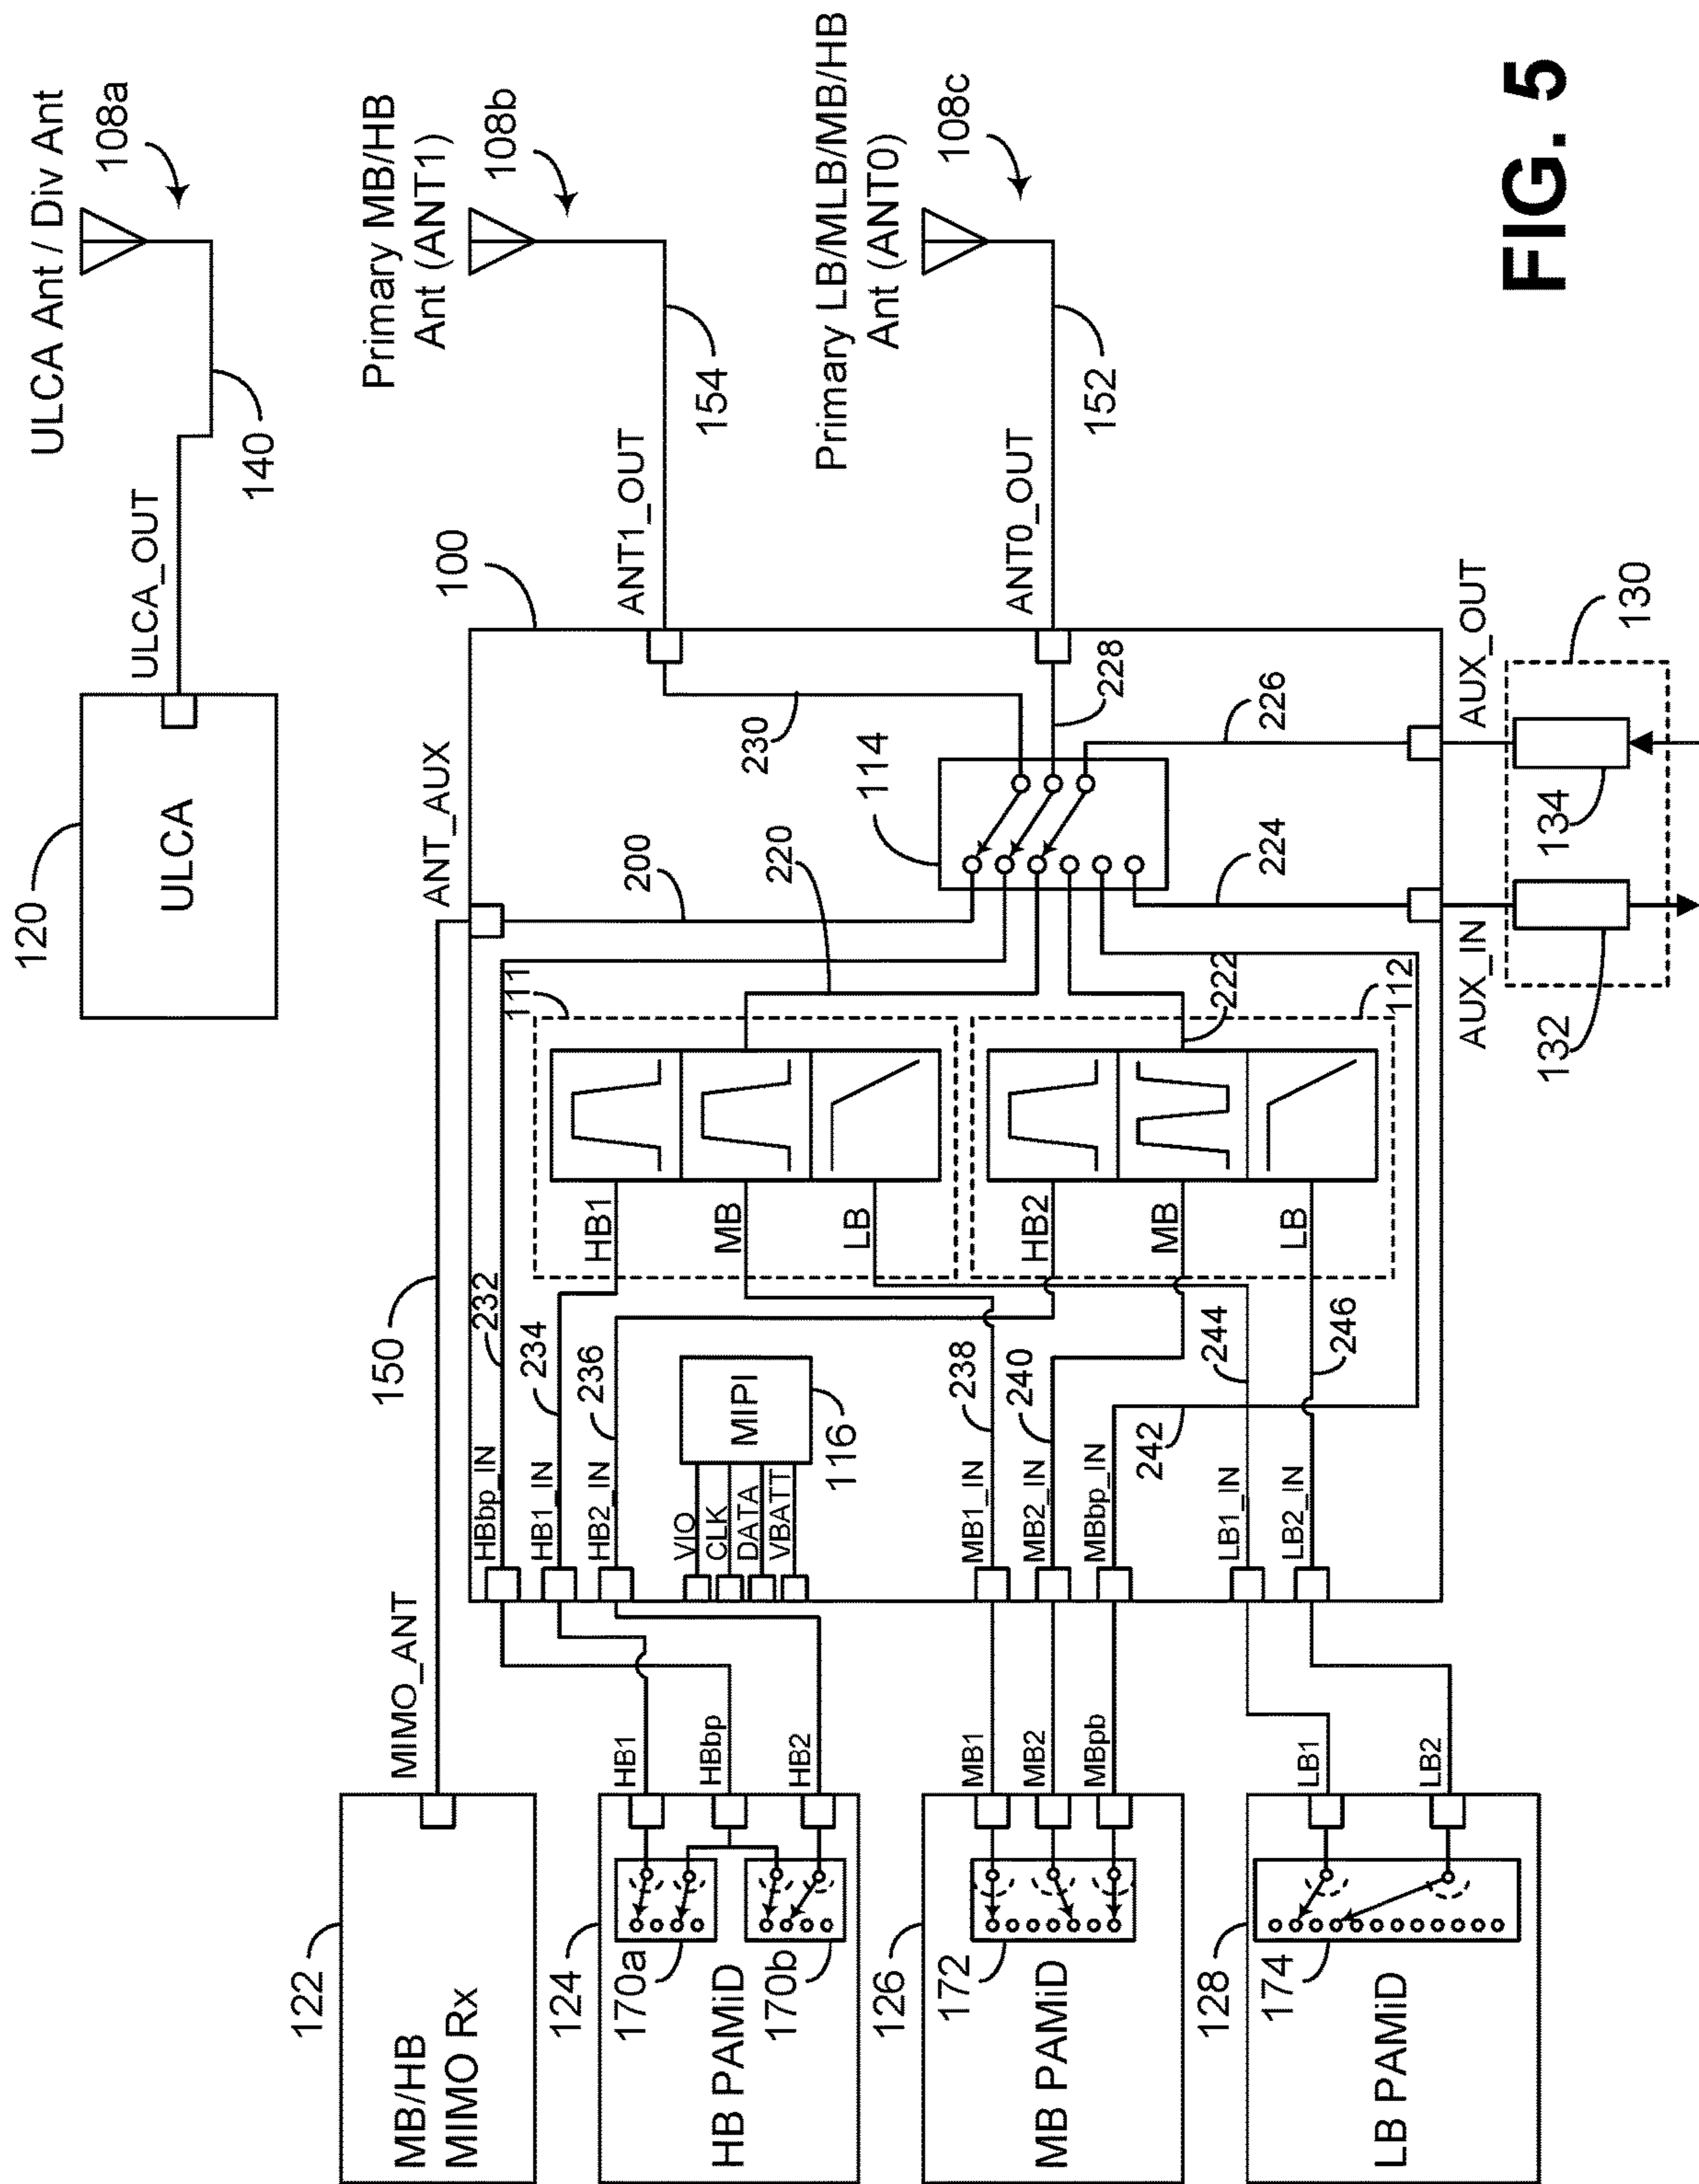 120
ULCA
ULCA_OUT
140
ULCA Ant / Div Ant
108a
122
MB/HB
MIMO Rx
MIMO_ANT
150
ANT_AUX
100
Primary MB/HB
Ant (ANT1)
108b
ANT1_OUT
154
124
HB PAMiD
170a
170b
HB1
HBbp
HB2
HBbp_IN
HB1_IN
HB2_IN
232
234
236
VIO
CLK
DATA
VBATT
MIPI
116
111
HB1
MB
LB
200
220
114
230
228
226
224
ANT0_OUT
152
Primary LB/MLB/MB/HB
Ant (ANT0)
108c
126
MB PAMiD
172
MB1
MB2
MBpb
MB1_IN
MB2_IN
MBbp_IN
238
240
242
HB2
MB
LB
222
112
128
LB PAMiD
174
LB1
LB2
LB1_IN
LB2_IN
244
246
AUX_IN
AUX_OUT
132
134
130
FIG. 5